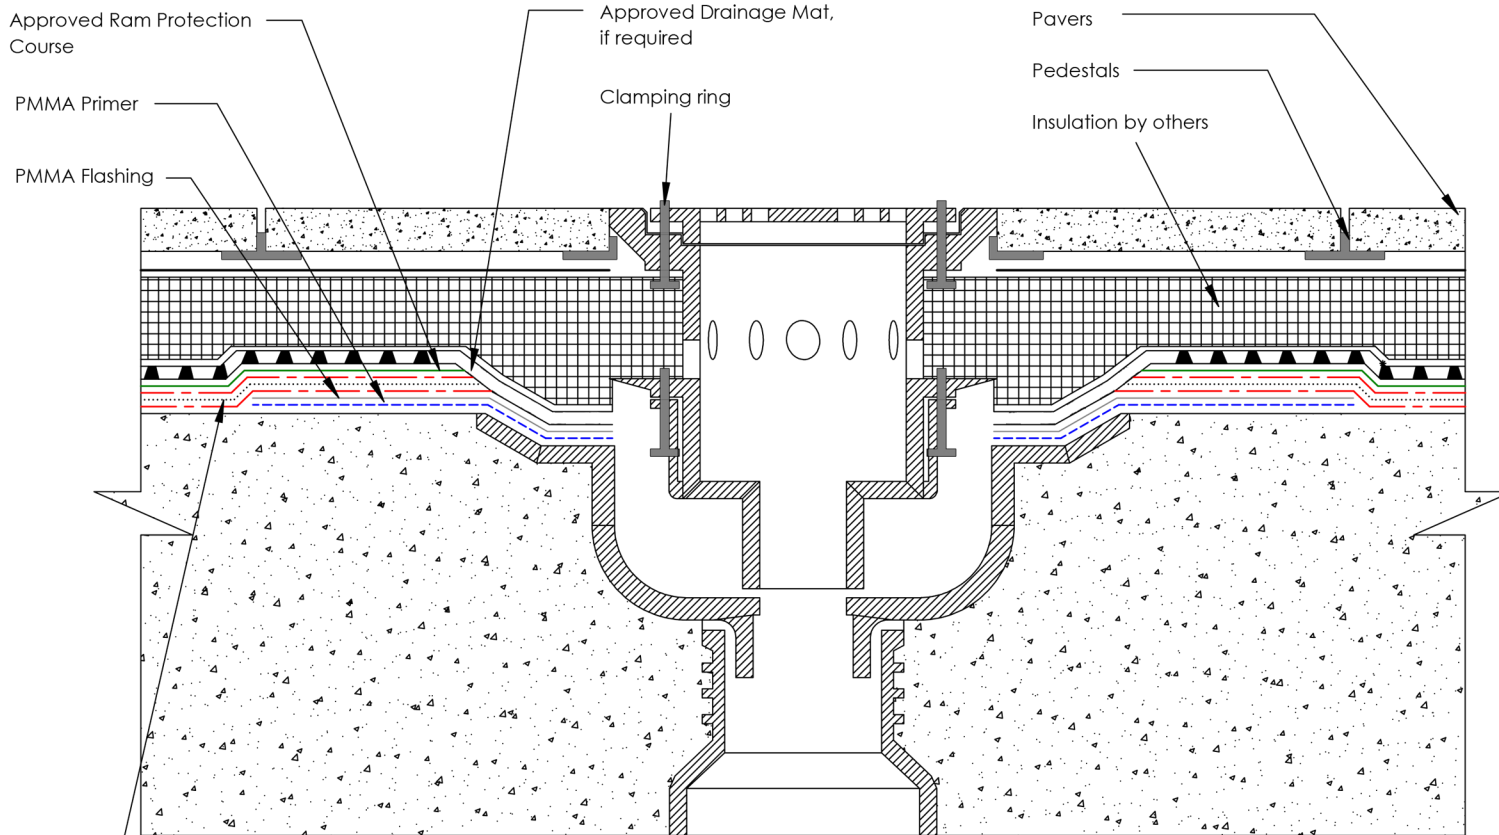 Approved Ram Protection
Course
PMMA Primer
PMMA Flashing
Approved Drainage Mat,
if required
Clamping ring
Pavers
Pedestals
Insulation by others